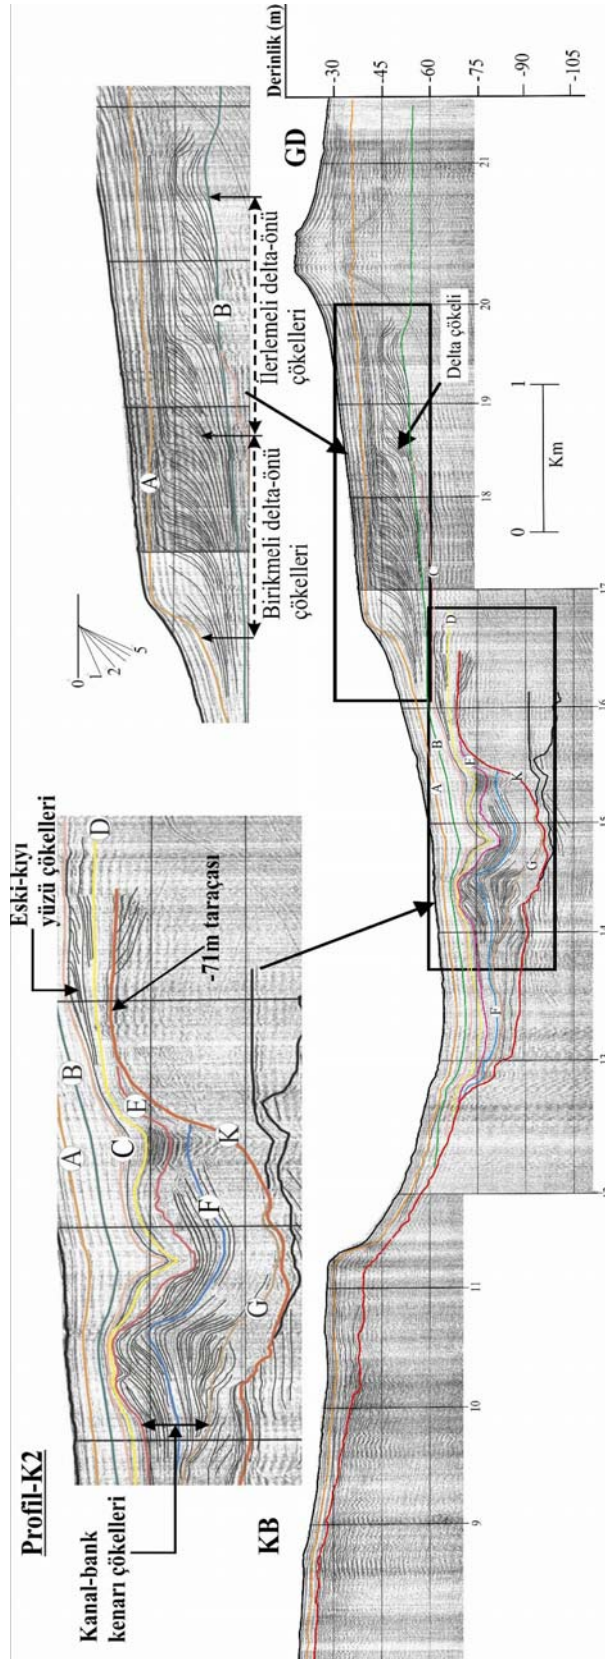 Profil-K2
Kanal-bank
kenarı çökelleri
Eski-kıyı
yüzü çökelleri
-71m taraçası
A
B
C
D
E
F
G
K
0
1
2
5
A
B
Birikmeli delta-önü
çökelleri
İlerlemeli delta-önü
çökelleri
KB
GD
Derinlik (m)
-30
-45
-60
-75
-90
-105
Delta çökeli
0
1
Km
A
B
C
D
F
F
G
K
9
10
11
12
13
14
15
16
17
18
19
20
21